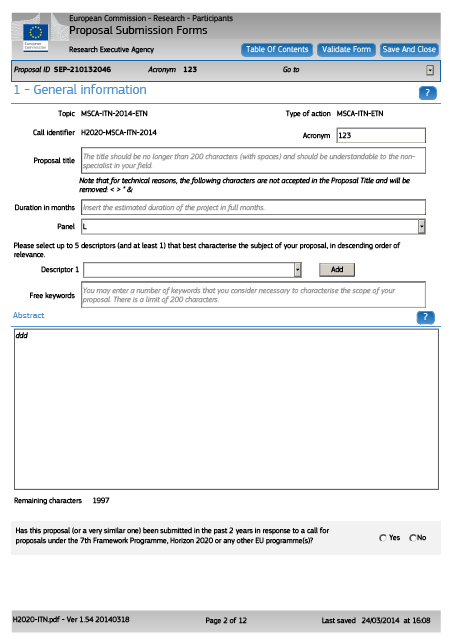 European Commission - Research - Participants
Proposal Submission Forms
European
Commission
Research Executive Agency
Table Of Contents
Validate Form
Save And Close
Proposal ID SEP-210132046
Acronym 123
Go to
1 - General information
?
Topic MSCA-ITN-2014-ETN
Type of action MSCA-ITN-ETN
Call identifier H2020-MSCA-ITN-2014
Acronym 123
Proposal title The title should be no longer than 200 characters (with spaces) and should be understandable to the non-
specialist in your field.
Note that for technical reasons, the following characters are not accepted in the Proposal Title and will be
removed: < > " &
Duration in months Insert the estimated duration of the project in full months.
Panel L
Please select up to 5 descriptors (and at least 1) that best characterise the subject of your proposal, in descending order of
relevance.
Descriptor 1
Add
Free keywords You may enter a number of keywords that you consider necessary to characterise the scope of your
proposal. There is a limit of 200 characters.
Abstract
?
ddd
Remaining characters 1997
Has this proposal (or a very similar one) been submitted in the past 2 years in response to a call for
proposals under the 7th Framework Programme, Horizon 2020 or any other EU programme(s)?
Yes No
H2020-ITN.pdf - Ver 1.54 20140318
Page 2 of 12
Last saved 24/03/2014 at 16:08